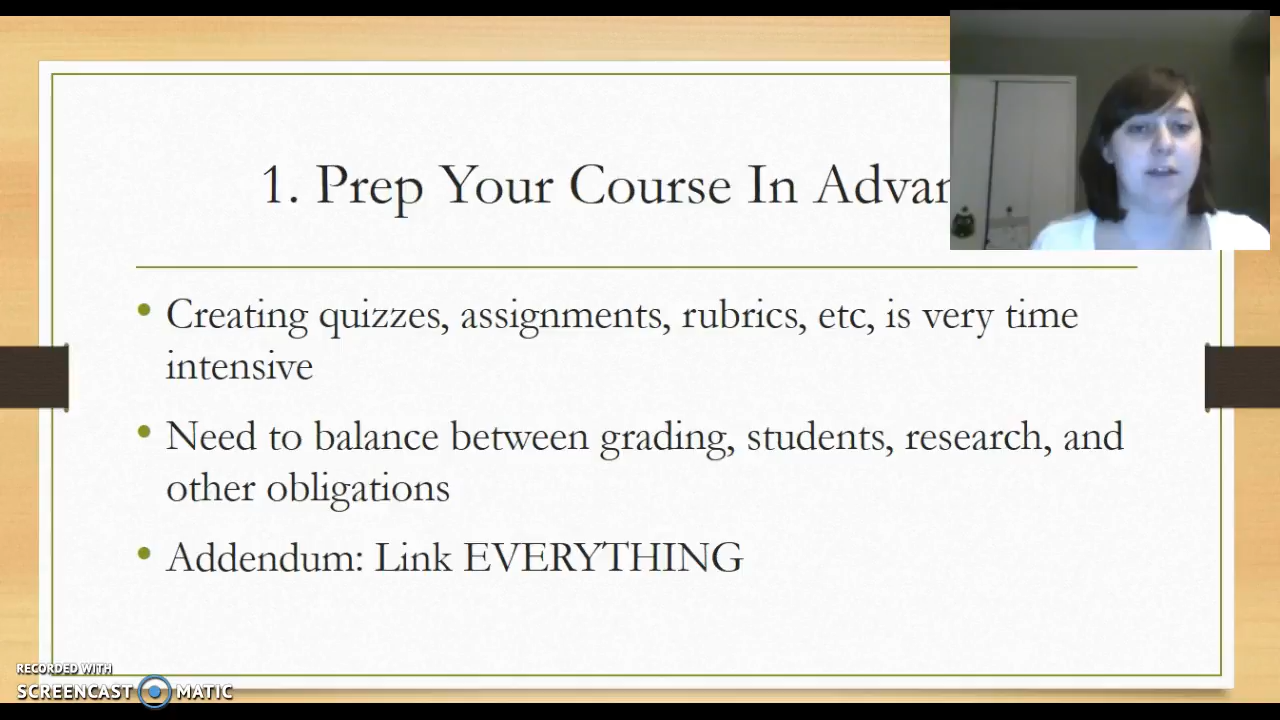 1. Prep Your Course In Advan
• Creating quizzes, assignments, rubrics, etc, is very time
intensive
• Need to balance between grading, students, research, and
other obligations
• Addendum: Link EVERYTHING
RECORDED WITH
SCREENCAST MATIC